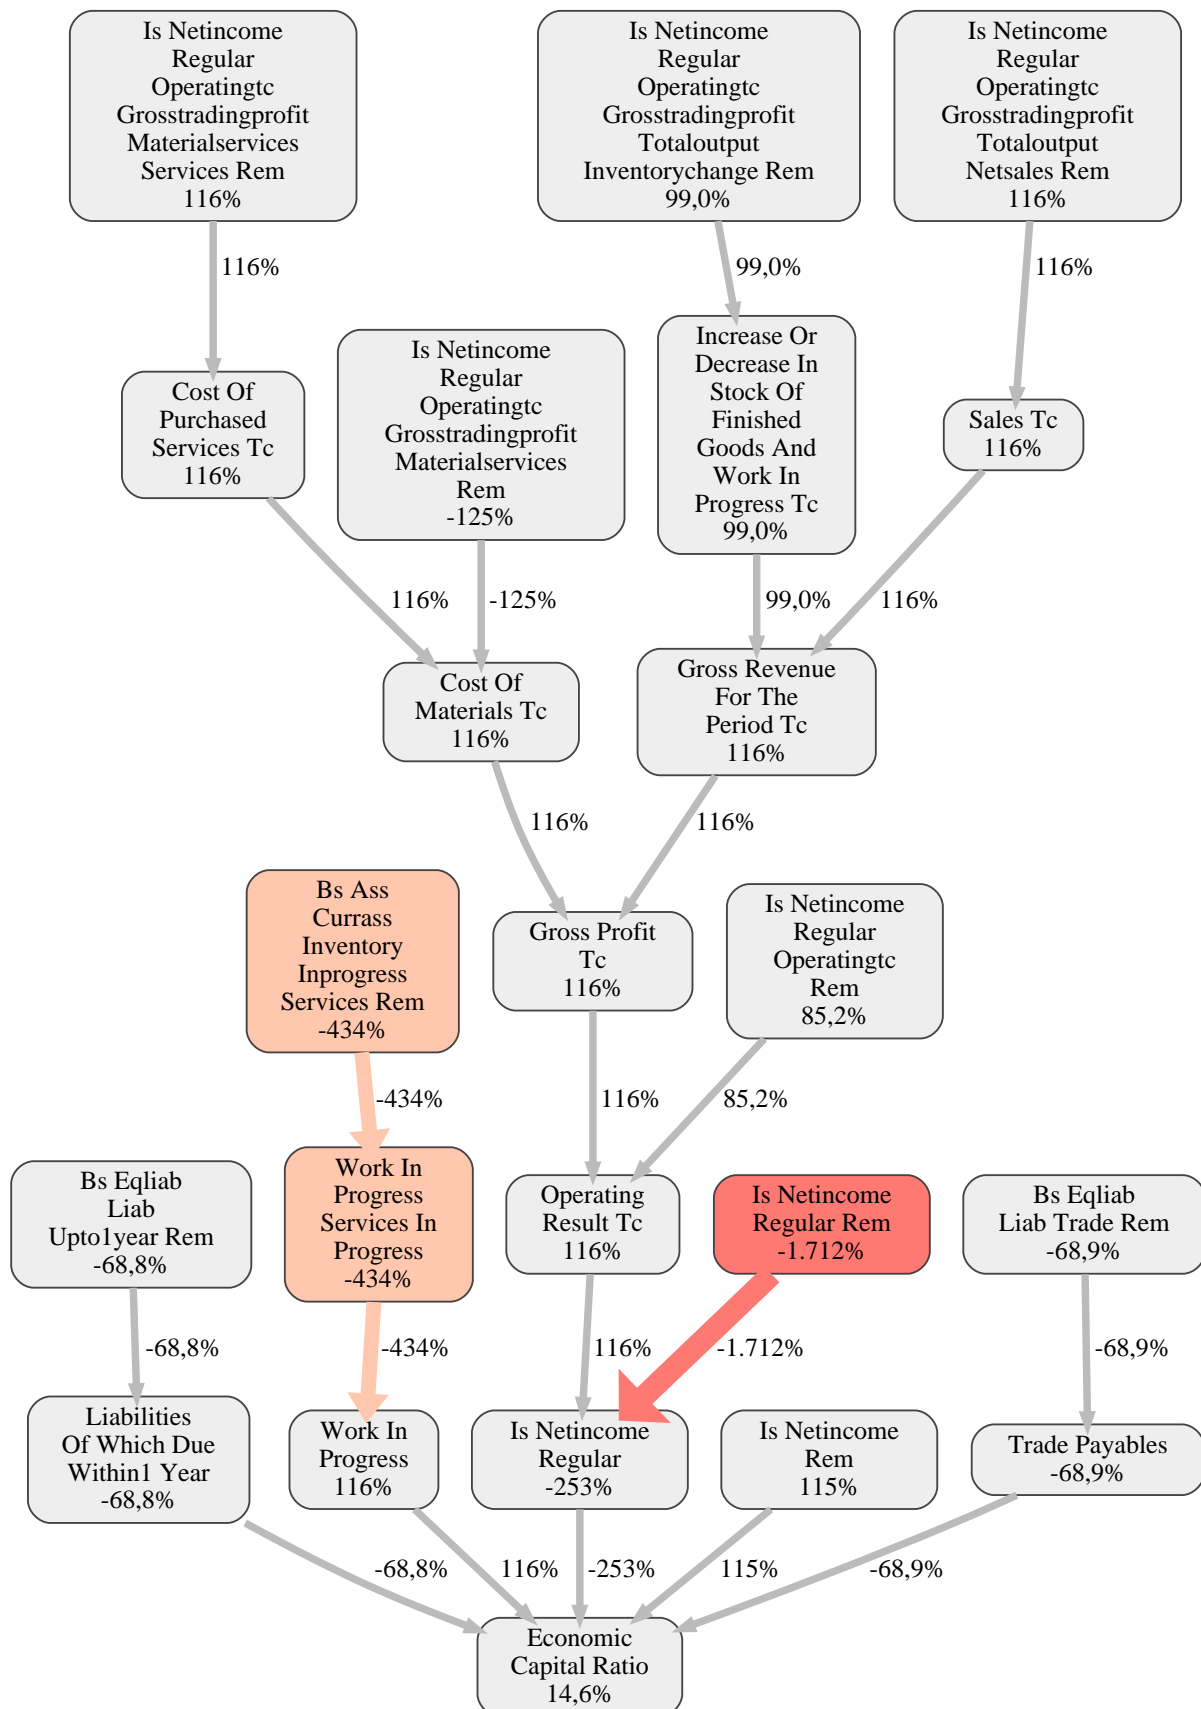 Is Netincome
Regular
Operatingtc
Grosstradingprofit
Materialservices
Services Rem
116%
Is Netincome
Regular
Operatingtc
Grosstradingprofit
Totaloutput
Inventorychange Rem
99,0%
Is Netincome
Regular
Operatingtc
Grosstradingprofit
Totaloutput
Netsales Rem
116%
116%
99,0%
116%
Cost Of
Purchased
Services Tc
116%
Is Netincome
Regular
Operatingtc
Grosstradingprofit
Materialservices
Rem
-125%
Increase Or
Decrease In
Stock Of
Finished
Goods And
Work In
Progress Tc
99,0%
Sales Tc
116%
116%
-125%
99,0%
116%
Cost Of
Materials Tc
116%
Gross Revenue
For The
Period Tc
116%
116%
116%
Bs Ass
Currass
Inventory
Inprogress
Services Rem
-434%
Gross Profit
Tc
116%
Is Netincome
Regular
Operatingtc
Rem
85,2%
-434%
116%
85,2%
Bs Eqliab
Liab
Upto1year Rem
-68,8%
Work In
Progress
Services In
Progress
-434%
Operating
Result Tc
116%
Is Netincome
Regular Rem
-1.712%
Bs Eqliab
Liab Trade Rem
-68,9%
-68,8%
-434%
116%
-1.712%
-68,9%
Liabilities
Of Which Due
Within1 Year
-68,8%
Work In
Progress
116%
Is Netincome
Regular
-253%
Is Netincome
Rem
115%
Trade Payables
-68,9%
-68,8%
116%
-253%
115%
-68,9%
Economic
Capital Ratio
14,6%